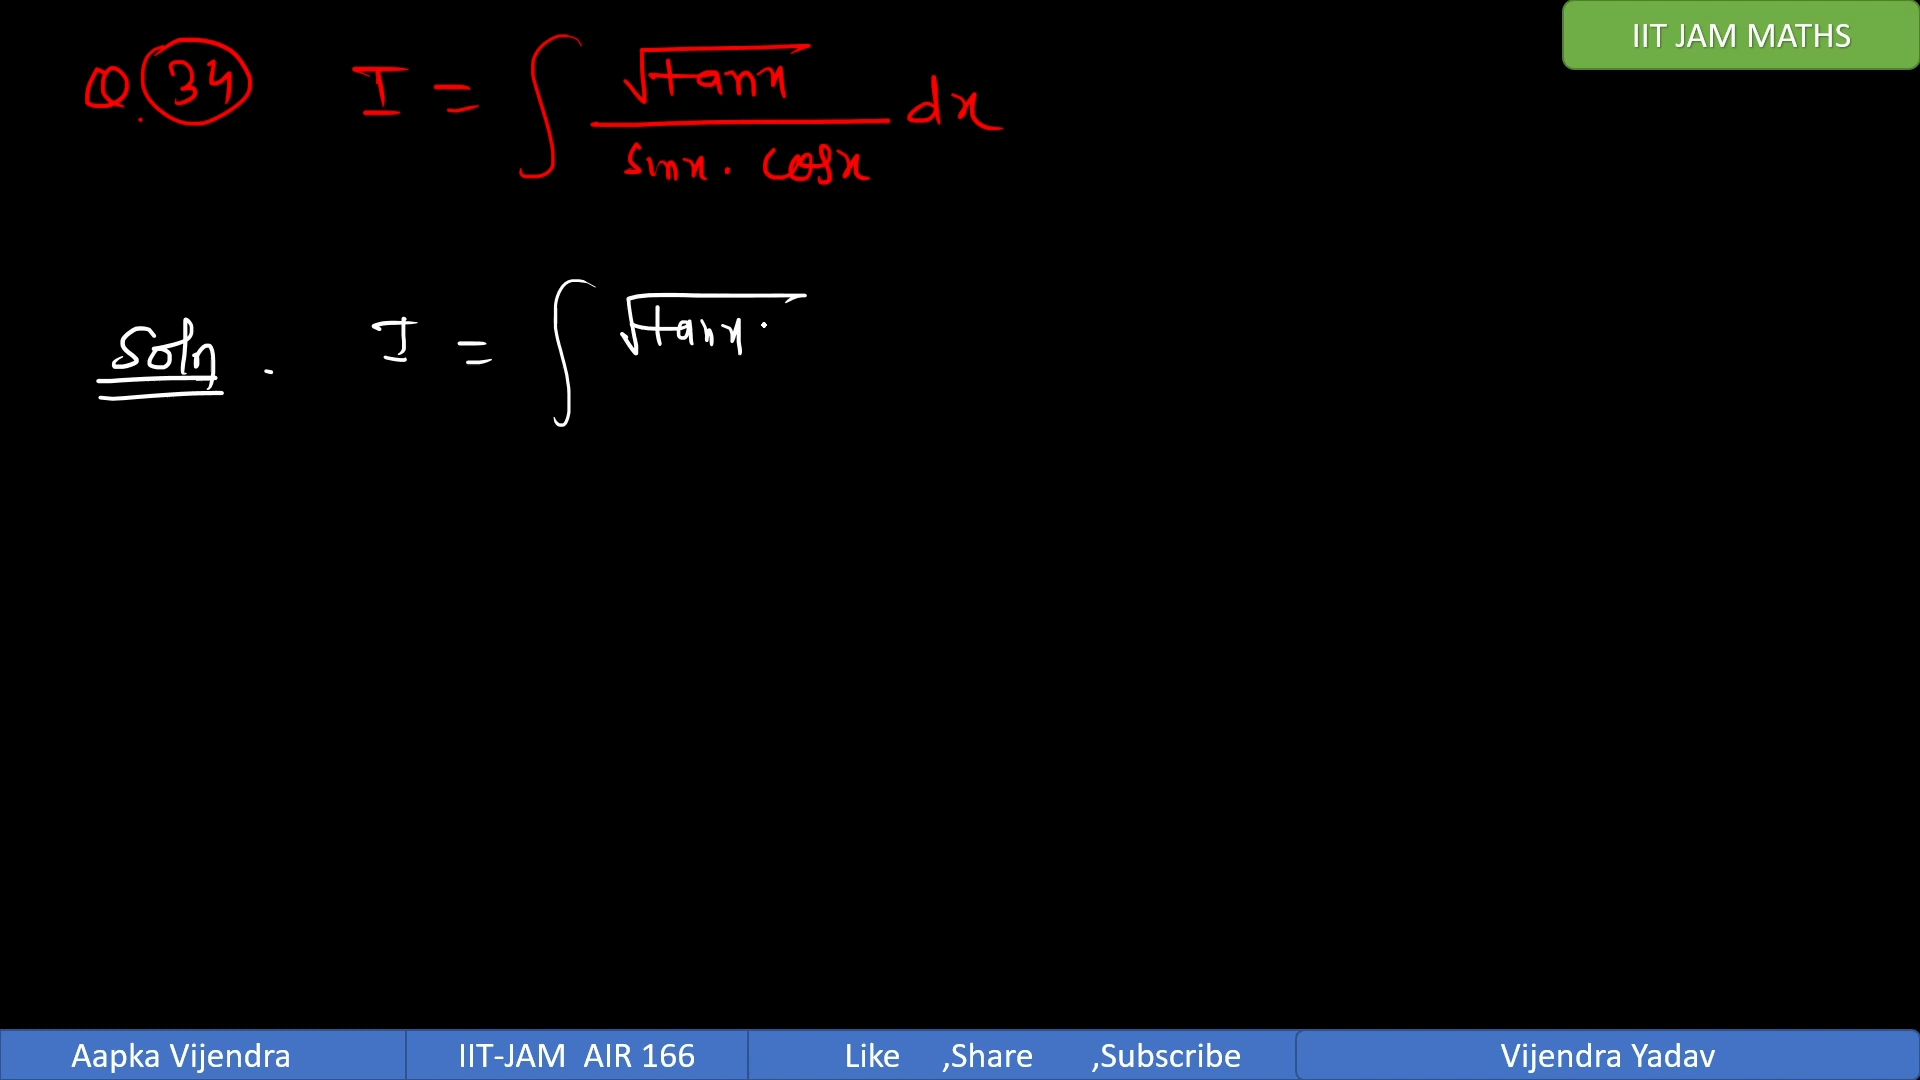 IIT JAM MATHS
Q. 34 I = ∫ √tanx / sinx . cosx dx
Soln . I = ∫ √tanx .
Aapka Vijendra IIT-JAM AIR 166 Like ,Share ,Subscribe Vijendra Yadav